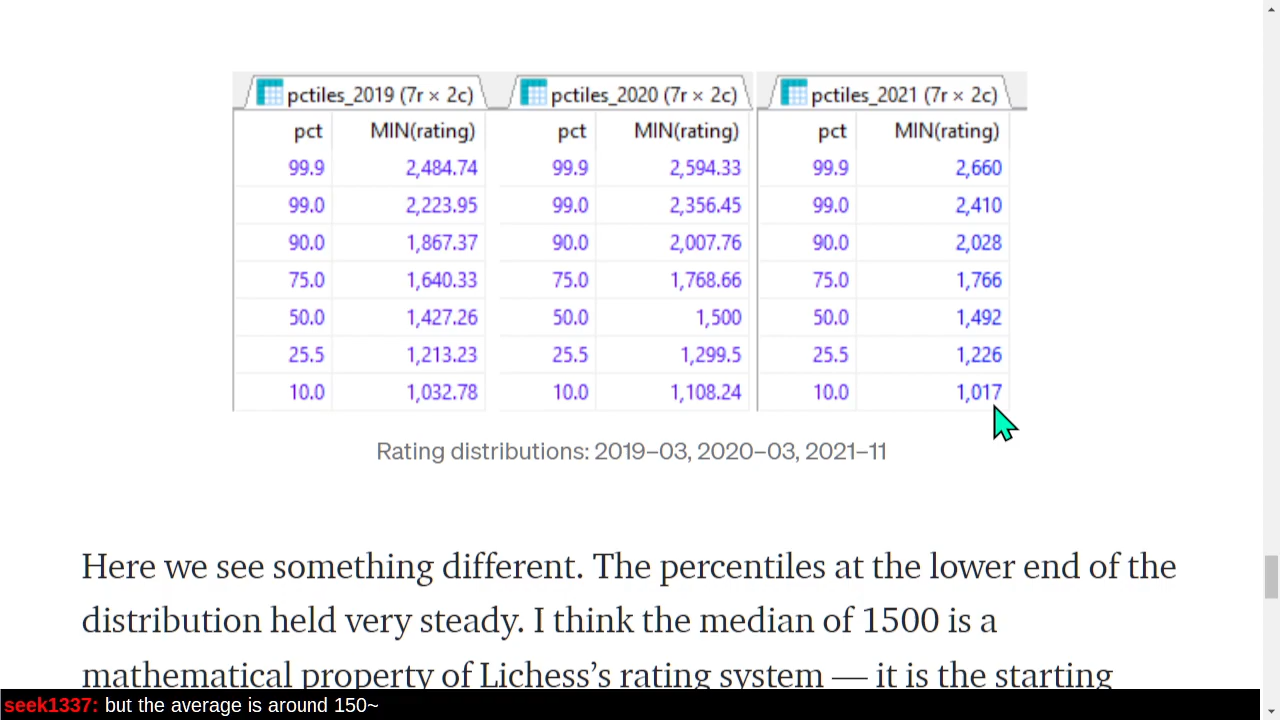 pctiles_2019 (7r × 2c) pctiles_2020 (7r × 2c) pctiles_2021 (7r × 2c)
pct MIN(rating) pct MIN(rating) pct MIN(rating)
99.9 2,484.74 99.9 2,594.33 99.9 2,660
99.0 2,223.95 99.0 2,356.45 99.0 2,410
90.0 1,867.37 90.0 2,007.76 90.0 2,028
75.0 1,640.33 75.0 1,768.66 75.0 1,766
50.0 1,427.26 50.0 1,500 50.0 1,492
25.5 1,213.23 25.5 1,299.5 25.5 1,226
10.0 1,032.78 10.0 1,108.24 10.0 1,017
Rating distributions: 2019–03, 2020–03, 2021–11
Here we see something different. The percentiles at the lower end of the
distribution held very steady. I think the median of 1500 is a
mathematical property of Lichess’s rating system — it is the starting
seek1337: but the average is around 150~